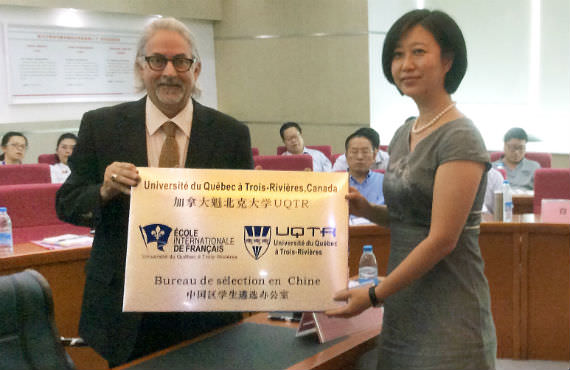 Université du Québec à Trois-Rivières,Canada
加拿大魁北克大学UQTR
ÉCOLE
INTERNATIONALE
DE FRANÇAIS
Université du Québec à Trois-Rivières
UQTR
Université du Québec
à Trois-Rivières
Bureau de sélection en Chine
中国区学生遴选办公室